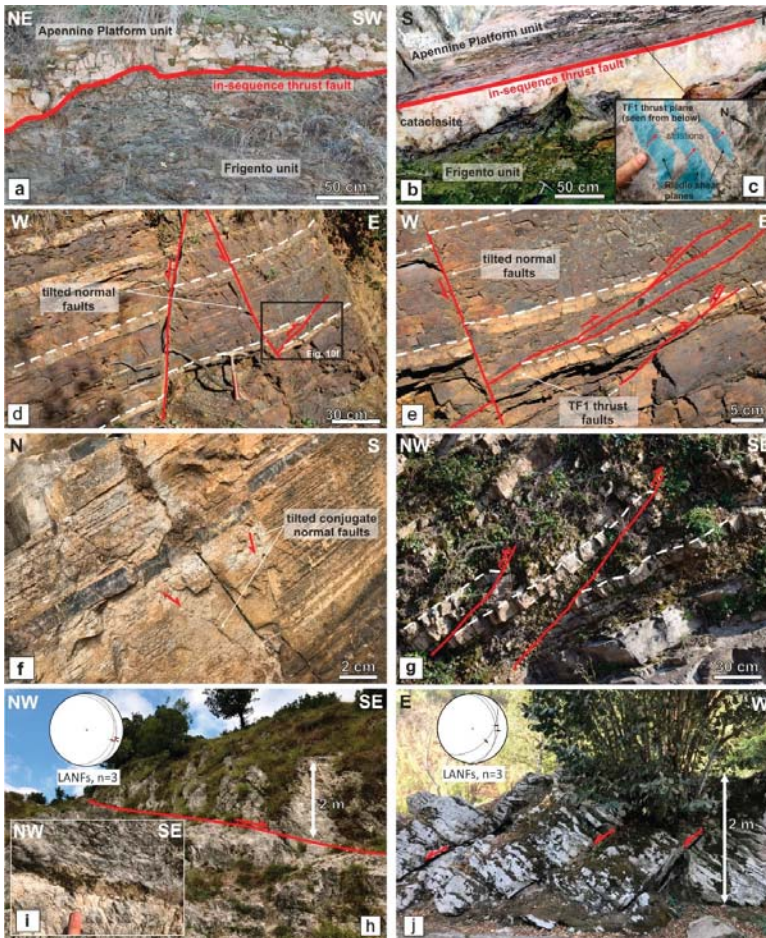 NE
SW
Apennine Platform unit
in-sequence thrust fault
Frigento unit
a
50 cm
S
Apennine Platform unit
in-sequence thrust fault
cataclasite
Frigento unit
b
50 cm
TF1 thrust plane
(seen from below)
N
striations
Riedle shear
planes
c
W
E
tilted normal
faults
Fig. 10f
d
30 cm
W
E
tilted normal
faults
TF1 thrust
faults
e
5 cm
N
S
tilted conjugate
normal faults
f
2 cm
NW
SE
g
30 cm
NW
SE
LANFs, n=3
2 m
NW
SE
i
h
E
W
LANFs, n=3
2 m
j